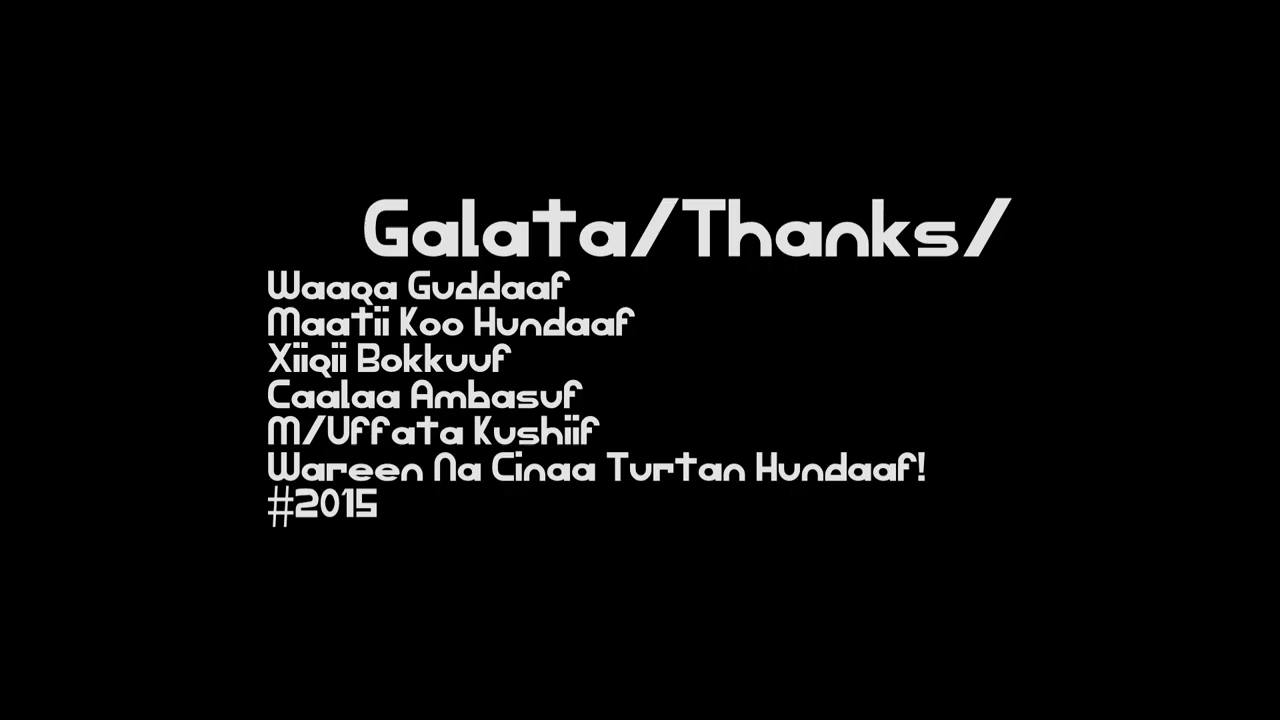 Galata/Thanks/
Waaqa Guddaaf
Maatii Koo Hundaaf
Xiiqii Bokkuuf
Caalaa Ambasuf
M/Uffata Kushiif
Wareen Na Cinaa Turtan Hundaaf!
#2015